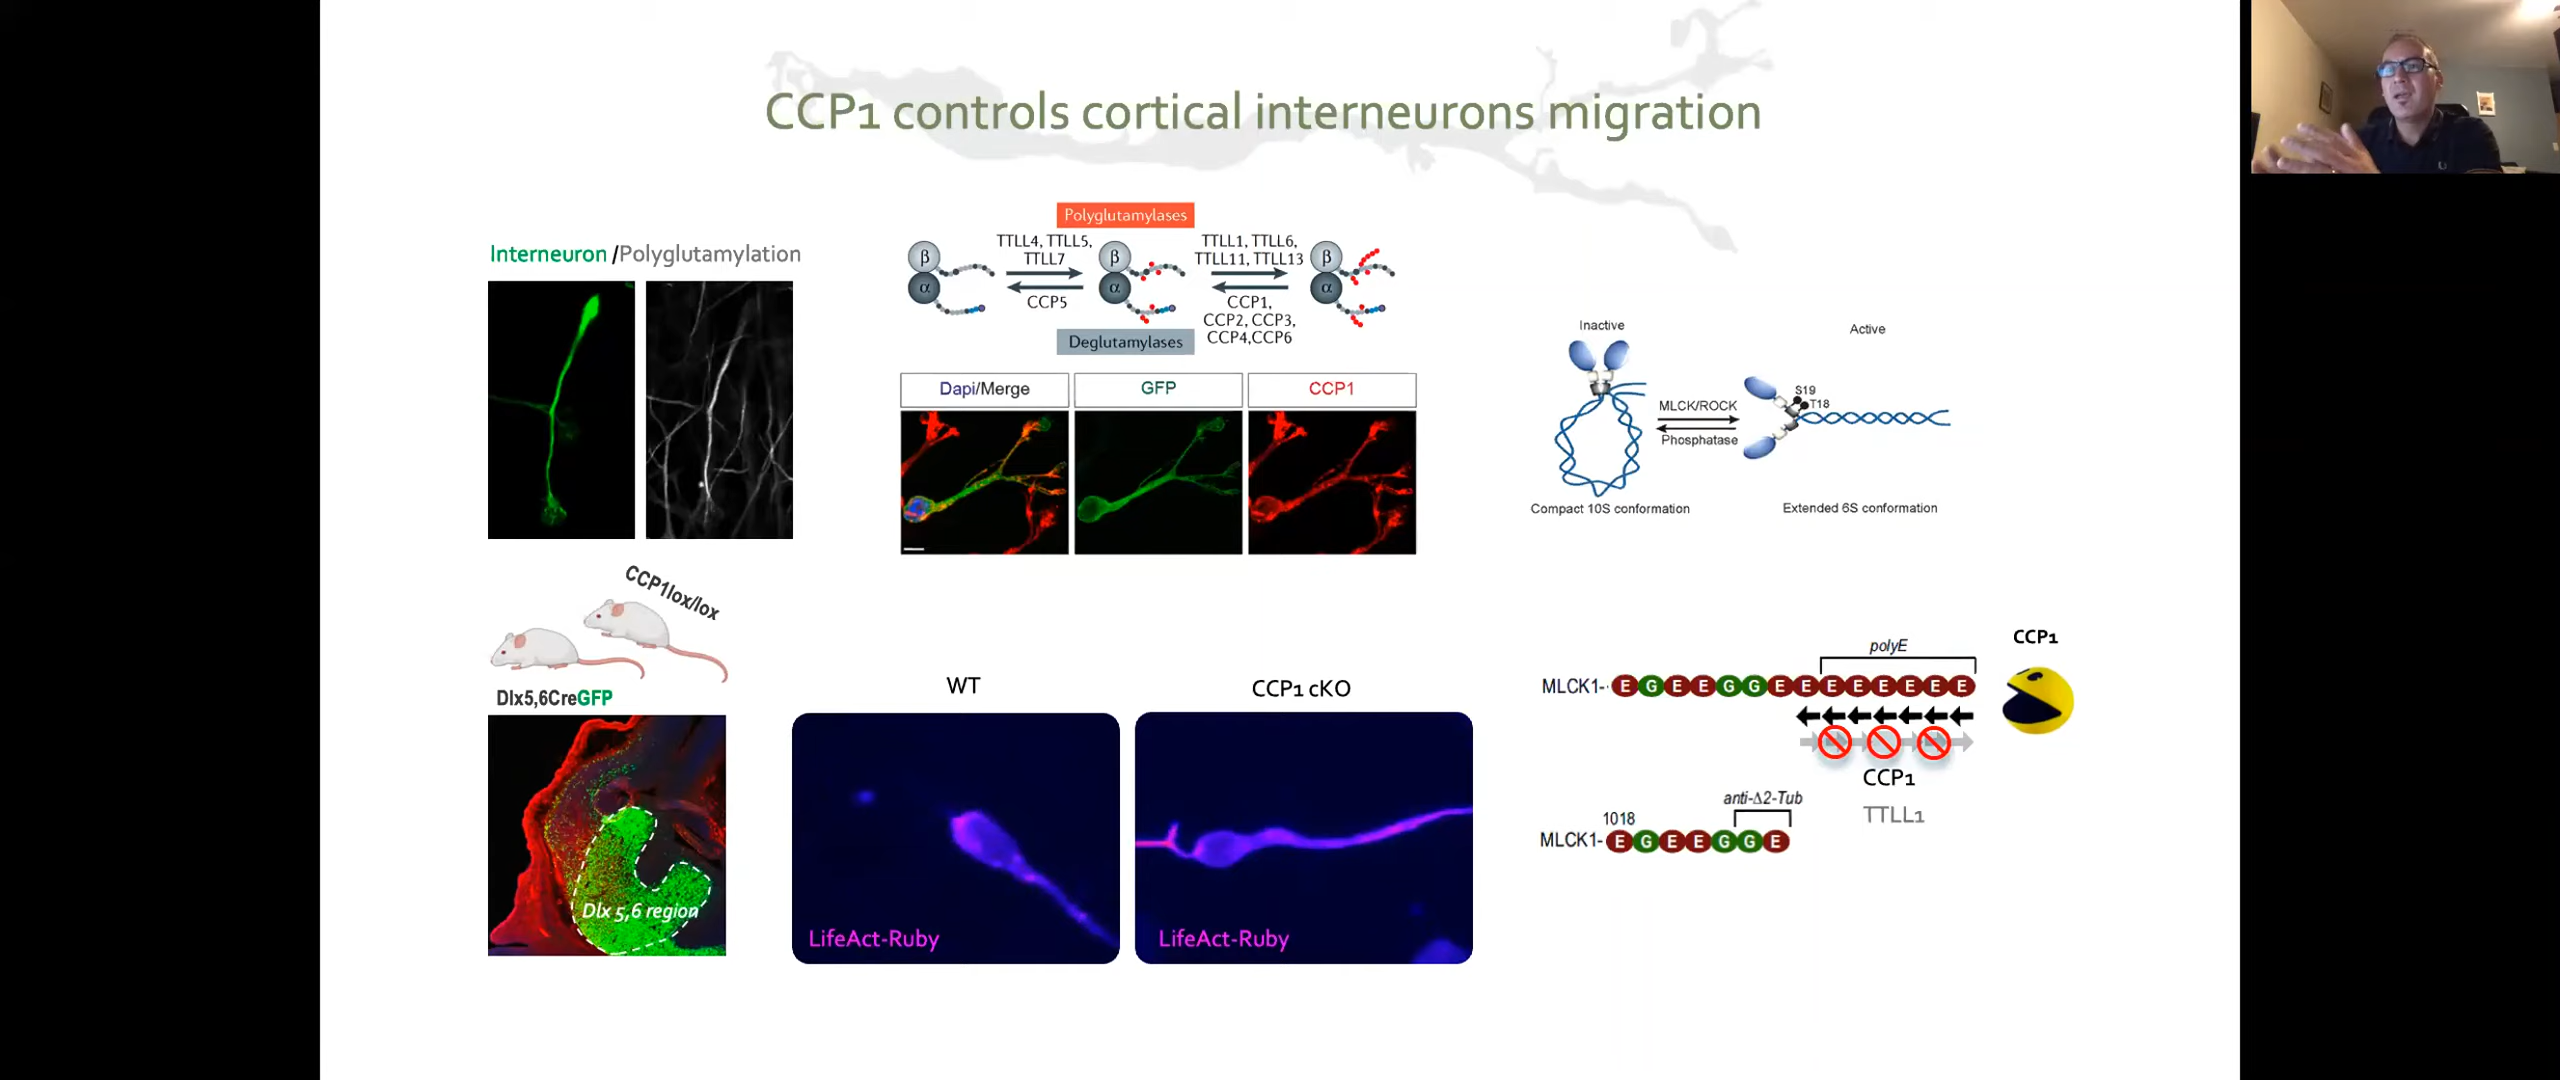 CCP1 controls cortical interneurons migration
Interneuron /Polyglutamylation
Polyglutamylases
TTLL4, TTLL5,
TTLL7
TTLL1, TTLL6,
TTLL11, TTLL13
β
β
β
α
α
α
CCP5
CCP1,
CCP2, CCP3,
CCP4,CCP6
Deglutamylases
Dapi/Merge
GFP
CCP1
Inactive
Active
MLCK/ROCK
Phosphatase
S19
T18
Compact 10S conformation
Extended 6S conformation
CCP1lox/lox
Dlx5,6CreGFP
Dlx 5,6 region
WT
CCP1 cKO
LifeAct-Ruby
LifeAct-Ruby
polyE
CCP1
MLCK1- E G E E G G E E E E E E E E
CCP1
TTLL1
anti-Δ2-Tub
1018
MLCK1- E G E E G G E